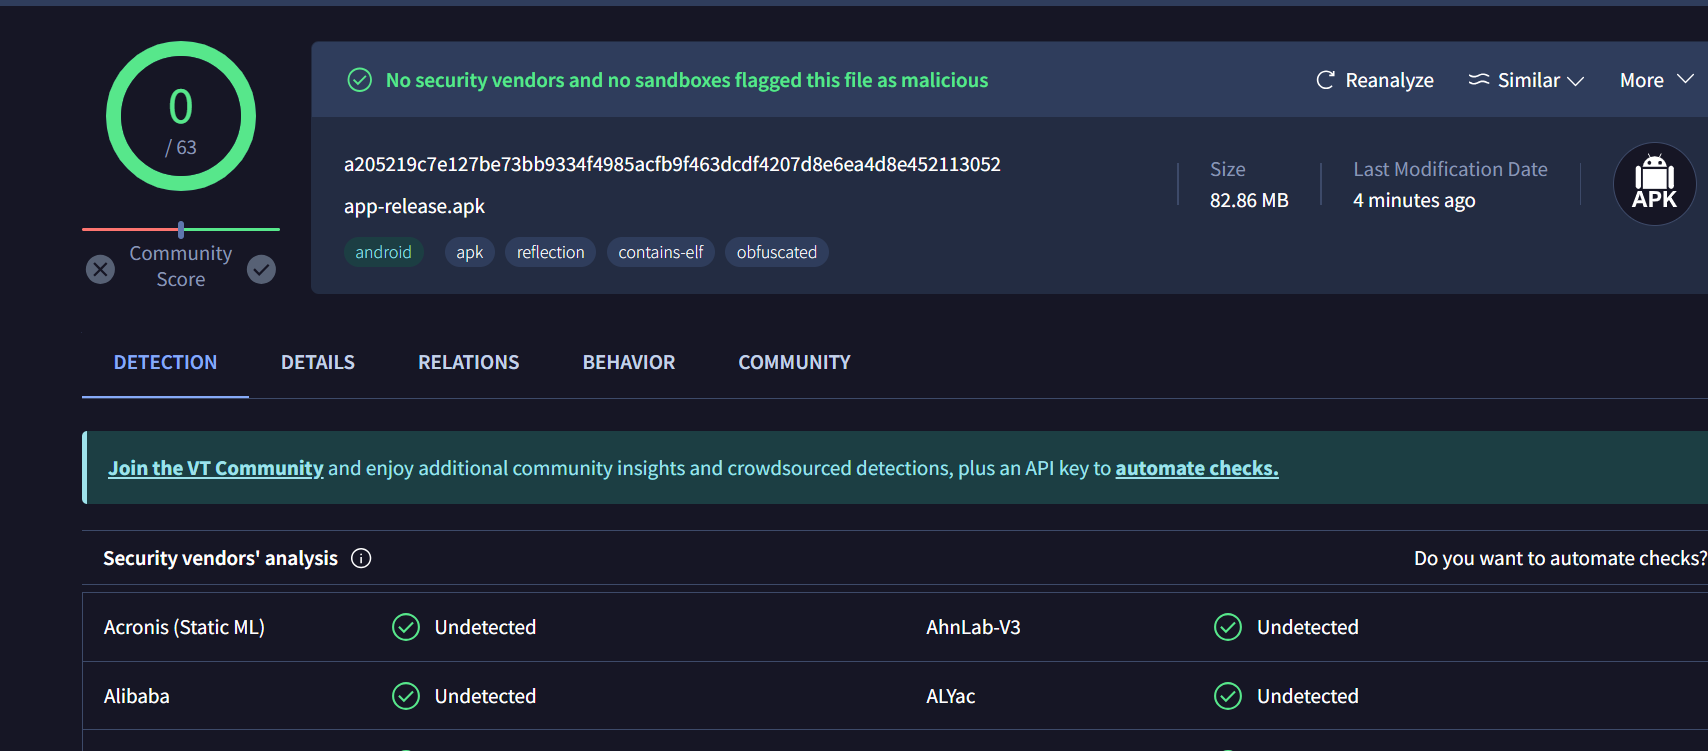 0
/ 63
Community
Score
No security vendors and no sandboxes flagged this file as malicious
Reanalyze
Similar
More
a205219c7e127be73bb9334f4985acfb9f463dcdf4207d8e6ea4d8e452113052
app-release.apk
android
apk
reflection
contains-elf
obfuscated
Size
82.86 MB
Last Modification Date
4 minutes ago
APK
DETECTION
DETAILS
RELATIONS
BEHAVIOR
COMMUNITY
Join the VT Community and enjoy additional community insights and crowdsourced detections, plus an API key to automate checks.
Security vendors' analysis
Do you want to automate checks?
Acronis (Static ML)
Undetected
AhnLab-V3
Undetected
Alibaba
Undetected
ALYac
Undetected